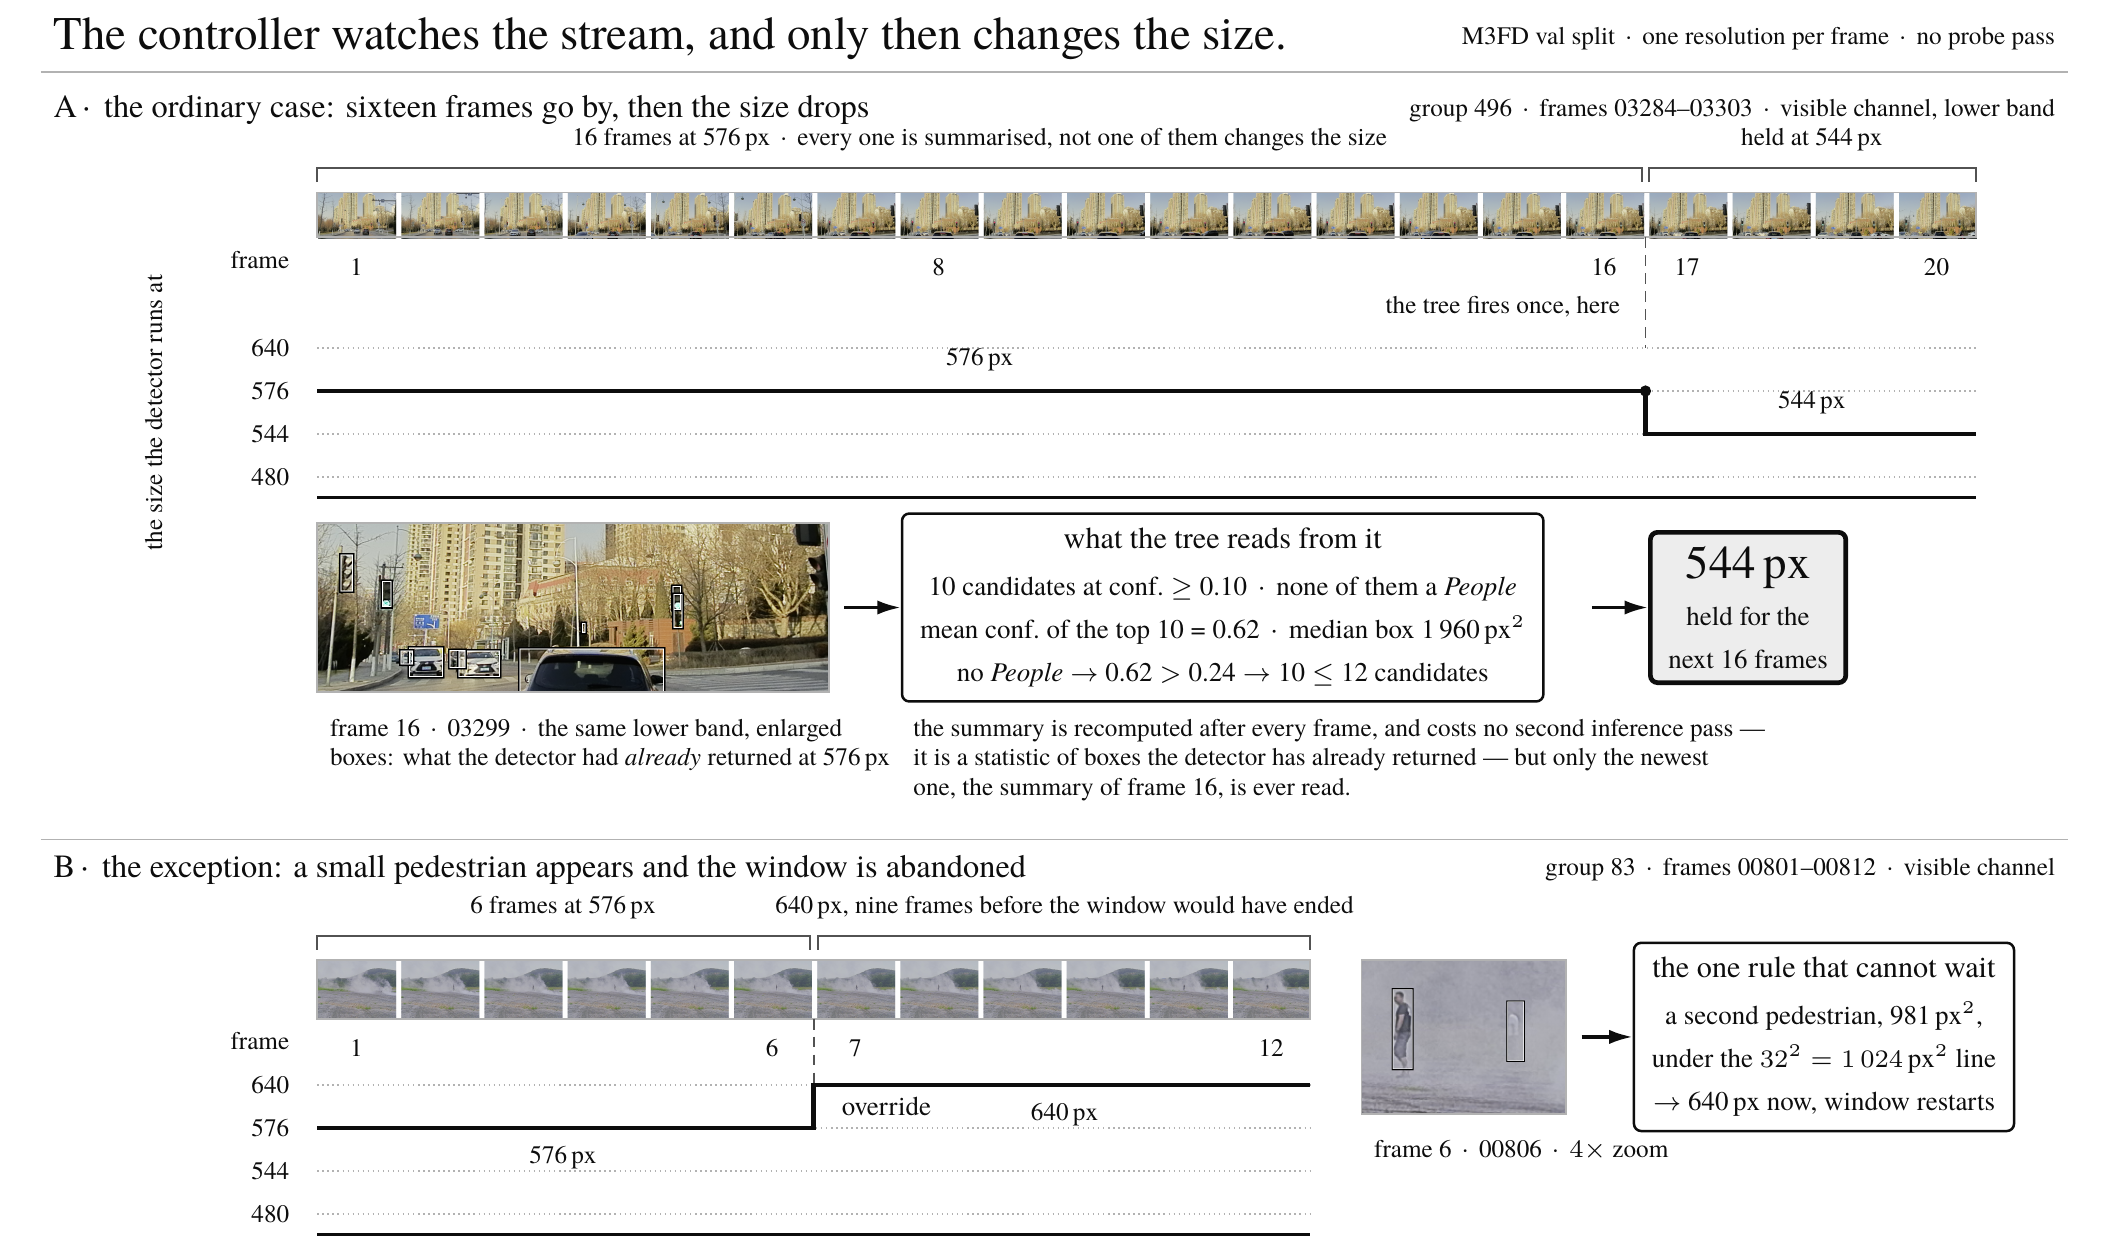 The controller watches the stream, and only then changes the size.
M3FD val split · one resolution per frame · no probe pass
A · the ordinary case: sixteen frames go by, then the size drops
group 496 · frames 03284–03303 · visible channel, lower band
16 frames at 576 px · every one is summarised, not one of them changes the size
held at 544 px
frame
1
8
16
17
20
the tree fires once, here
the size the detector runs at
640
576 px
576
544 px
544
480
what the tree reads from it
10 candidates at conf. ≥ 0.10 · none of them a People
mean conf. of the top 10 = 0.62 · median box 1 960 px²
no People → 0.62 > 0.24 → 10 ≤ 12 candidates
544 px
held for the
next 16 frames
frame 16 · 03299 · the same lower band, enlarged
boxes: what the detector had already returned at 576 px
the summary is recomputed after every frame, and costs no second inference pass —
it is a statistic of boxes the detector has already returned — but only the newest
one, the summary of frame 16, is ever read.
B · the exception: a small pedestrian appears and the window is abandoned
group 83 · frames 00801–00812 · visible channel
6 frames at 576 px
640 px, nine frames before the window would have ended
frame
1
6
7
12
640
override
640 px
576
576 px
544
480
the one rule that cannot wait
a second pedestrian, 981 px²,
under the 32² = 1 024 px² line
→ 640 px now, window restarts
frame 6 · 00806 · 4× zoom